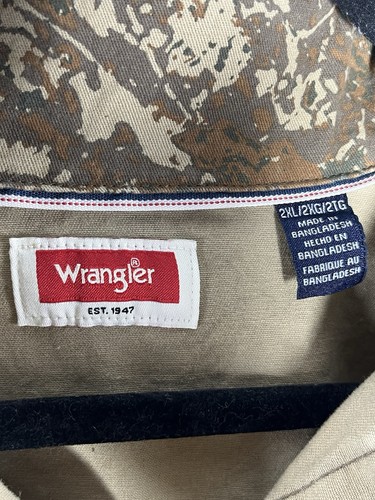 Wrangler®
EST. 1947
2XL/2XG/2TG
MADE IN
BANGLADESH
HECHO EN
BANGLADESH
FABRIQUE AU
BANGLADESH